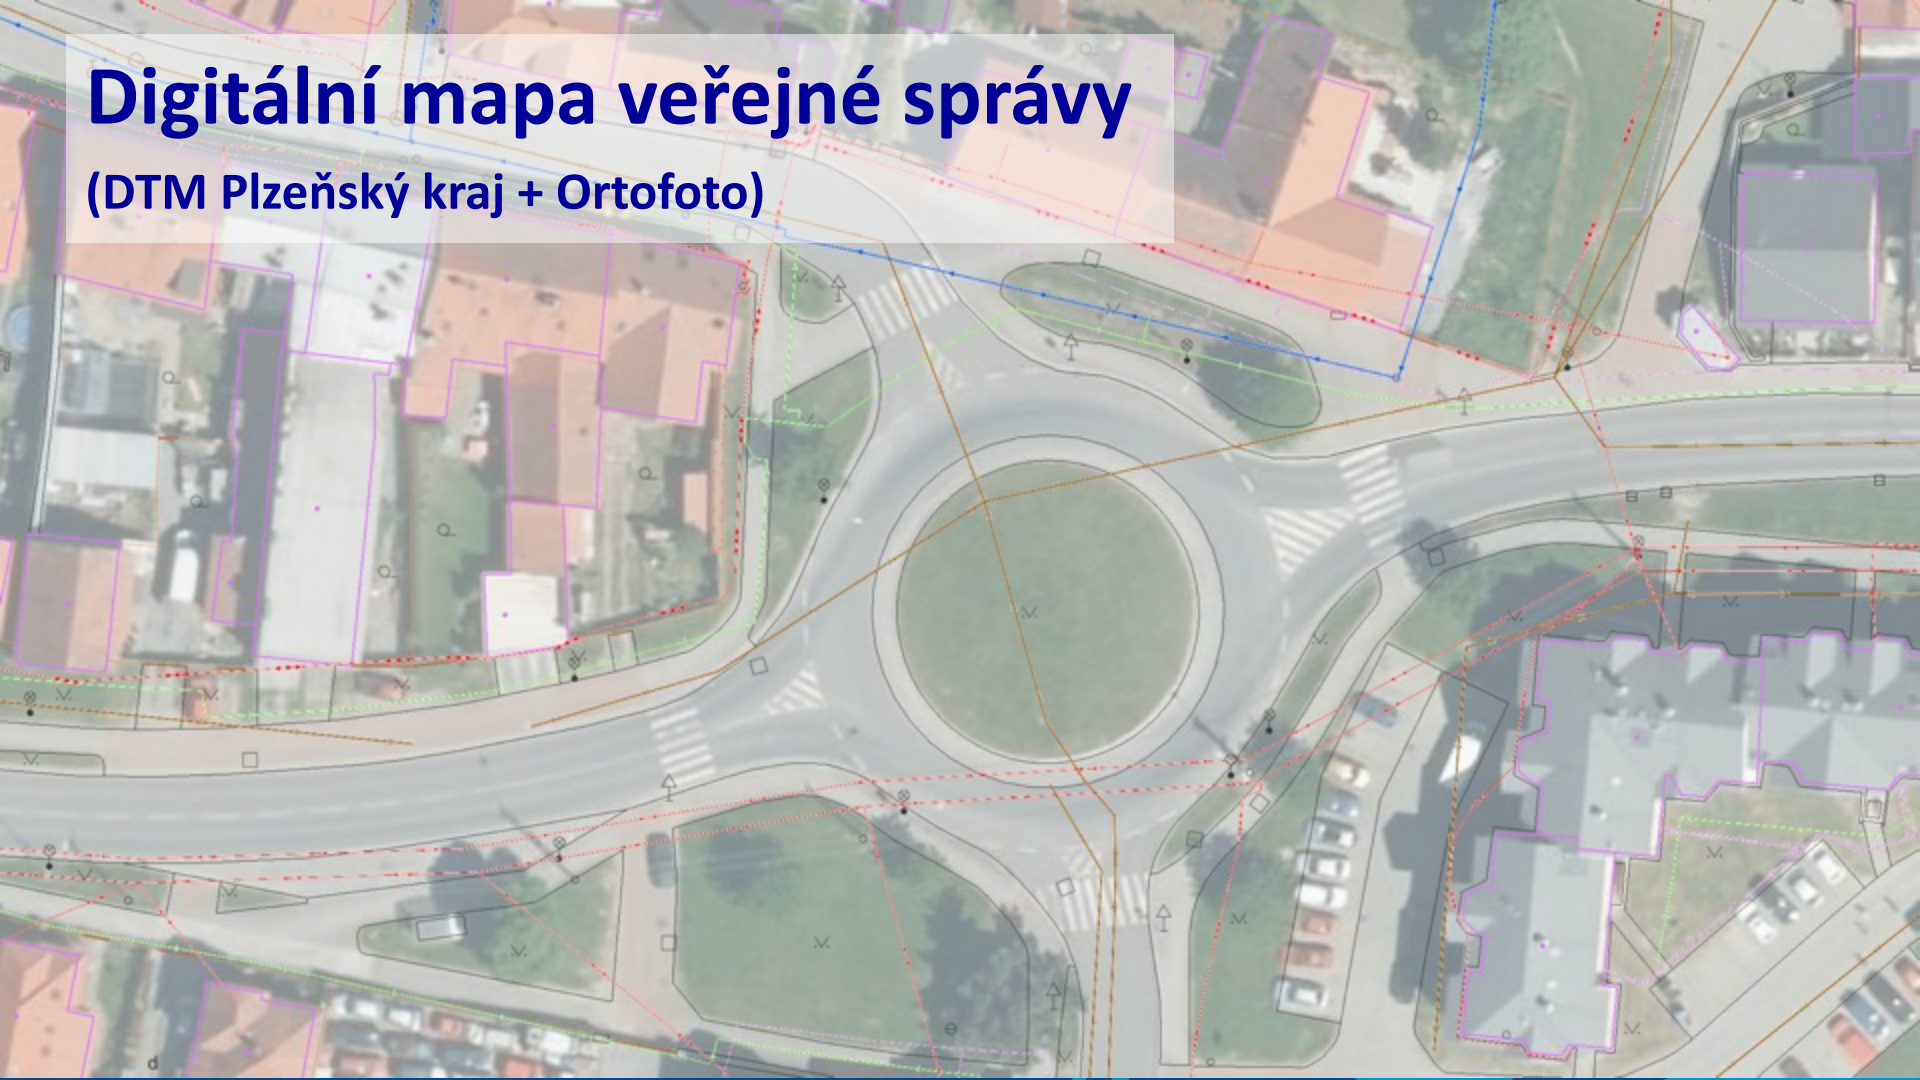 Digitální mapa veřejné správy
(DTM Plzeňský kraj + Ortofoto)